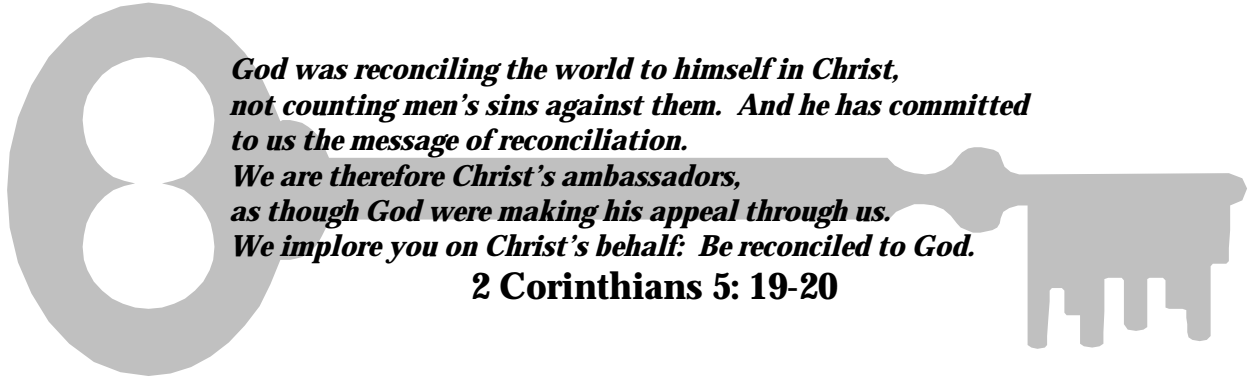 God was reconciling the world to himself in Christ,
not counting men’s sins against them.  And he has committed
to us the message of reconciliation.
We are therefore Christ’s ambassadors,
as though God were making his appeal through us.
We implore you on Christ’s behalf:  Be reconciled to God.
2 Corinthians 5: 19-20